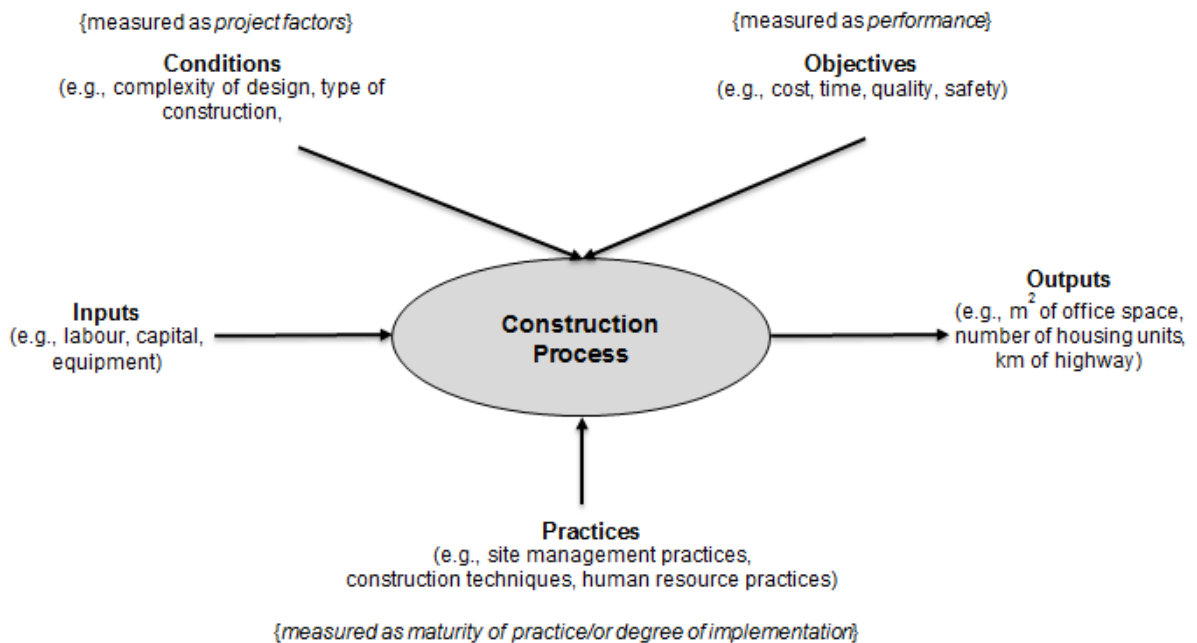 {measured as project factors}
Conditions
(e.g., complexity of design, type of
construction,
{measured as performance}
Objectives
(e.g., cost, time, quality, safety)
Inputs
(e.g., labour, capital,
equipment)
Construction
Process
Outputs
(e.g., m² of office space,
number of housing units,
km of highway)
Practices
(e.g., site management practices,
construction techniques, human resource practices)
{measured as maturity of practice/or degree of implementation}